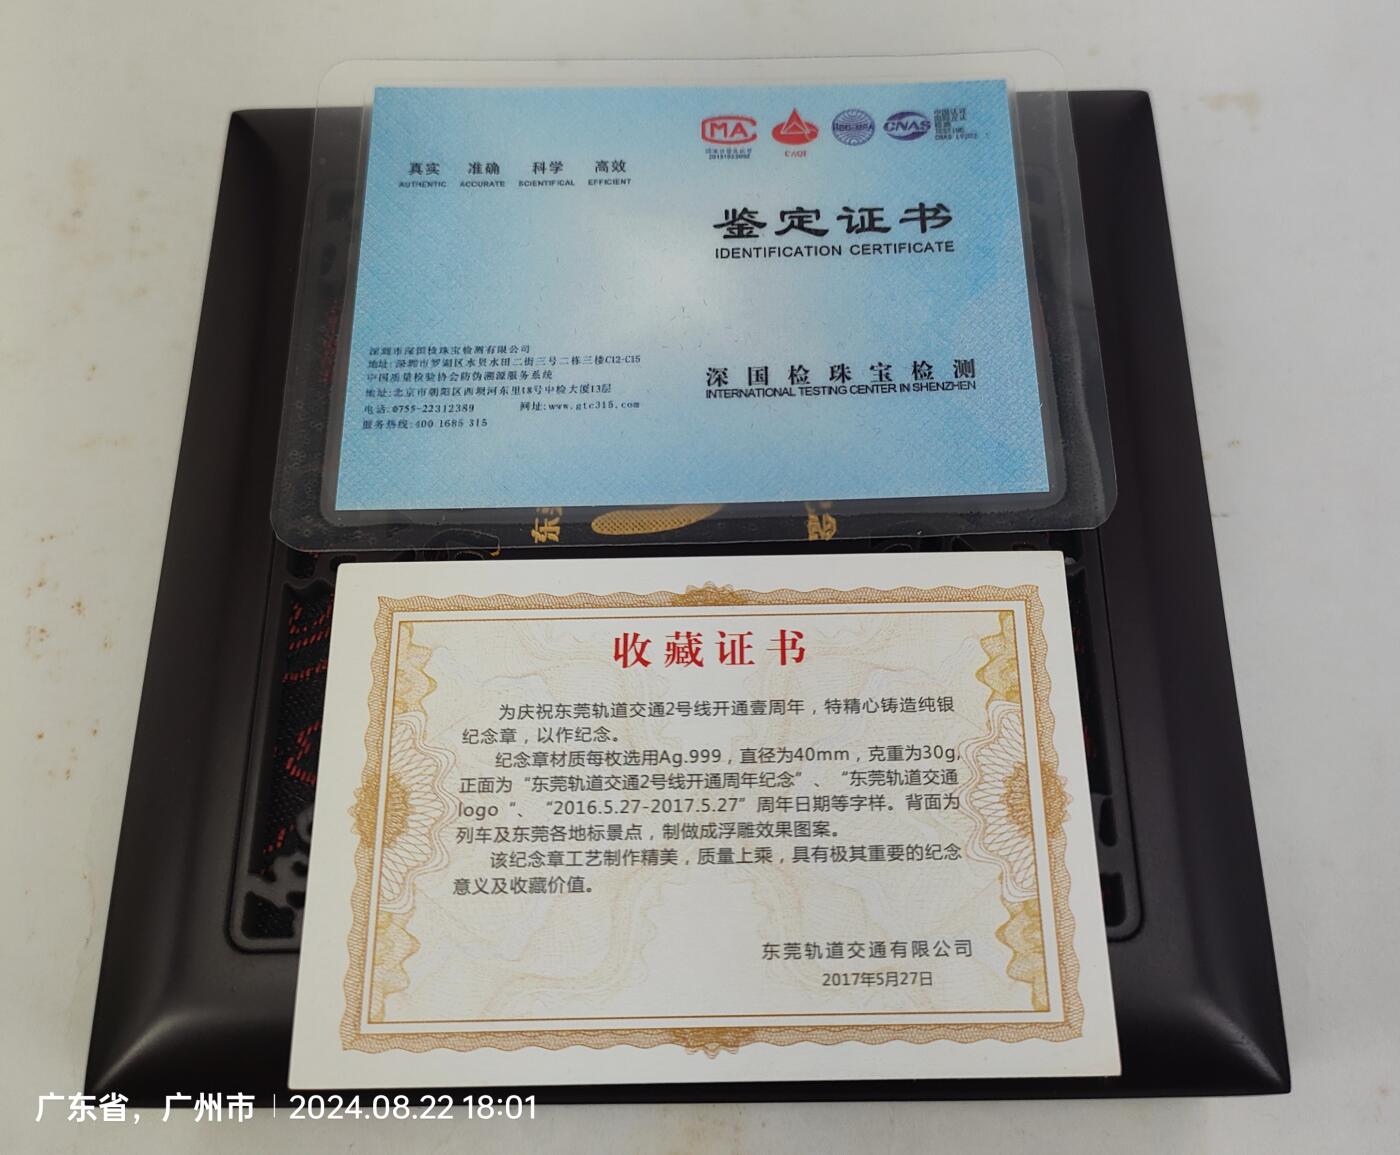 真实 准确 科学 高效
AUTHENTIC ACCURATE SCIENTIFICAL EFFICIENT
MA
CAQI
CNAS
鉴定证书
IDENTIFICATION CERTIFICATE
深圳市深国检珠宝检测有限公司
地址:深圳市罗湖区水贝水田二街三号二栋三楼C12-C15
中国质量检验协会防伪溯源服务系统
地址:北京市朝阳区西坝河东里18号中检大厦13层
电话:0755-22312389 网址:www.gtc315.com
服务热线:400 1685 315
深国检珠宝检测
INTERNATIONAL TESTING CENTER IN SHENZHEN
东
收藏证书
为庆祝东莞轨道交通2号线开通壹周年，特精心铸造纯银
纪念章，以作纪念。
纪念章材质每枚选用Ag.999，直径为40mm，克重为30g,
正面为“东莞轨道交通2号线开通周年纪念”、“东莞轨道交通
logo“、“2016.5.27-2017.5.27”周年日期等字样。背面为
列车及东莞各地标景点，制做成浮雕效果图案。
该纪念章工艺制作精美，质量上乘，具有极其重要的纪念
意义及收藏价值。
东莞轨道交通有限公司
2017年5月27日
广东省，广州市 | 2024.08.22 18:01